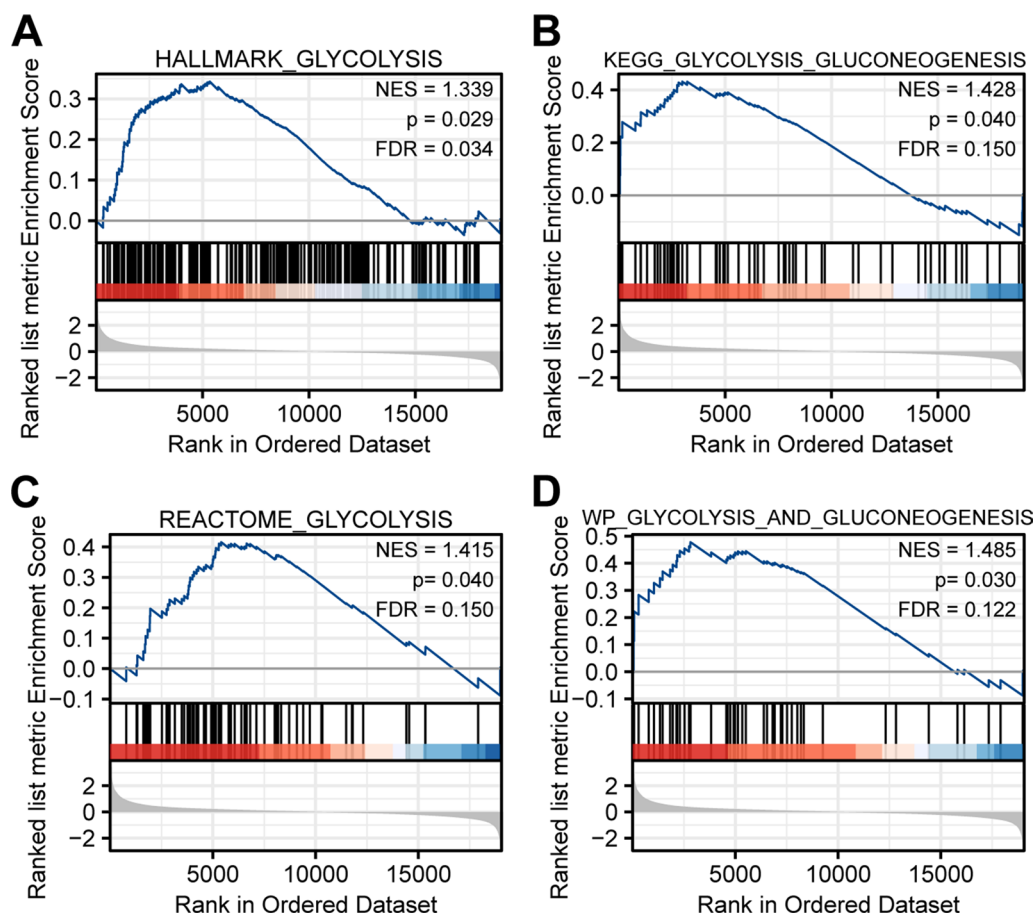 A
HALLMARK_GLYCOLYSIS
NES = 1.339
p = 0.029
FDR = 0.034
0.3
0.2
0.1
0.0
Enrichment Score
Ranked list metric
2
0
−2
5000 10000 15000
Rank in Ordered Dataset
B
KEGG_GLYCOLYSIS_GLUCONEOGENESIS
NES = 1.428
p = 0.040
FDR = 0.150
0.4
0.2
0.0
Enrichment Score
Ranked list metric
2
0
−2
5000 10000 15000
Rank in Ordered Dataset
C
REACTOME_GLYCOLYSIS
NES = 1.415
p= 0.040
FDR = 0.150
0.4
0.3
0.2
0.1
0.0
−0.1
Enrichment Score
Ranked list metric
2
0
−2
5000 10000 15000
Rank in Ordered Dataset
D
WP_GLYCOLYSIS_AND_GLUCONEOGENESIS
NES = 1.485
p= 0.030
FDR = 0.122
0.5
0.4
0.3
0.2
0.1
0.0
−0.1
Enrichment Score
Ranked list metric
2
0
−2
5000 10000 15000
Rank in Ordered Dataset